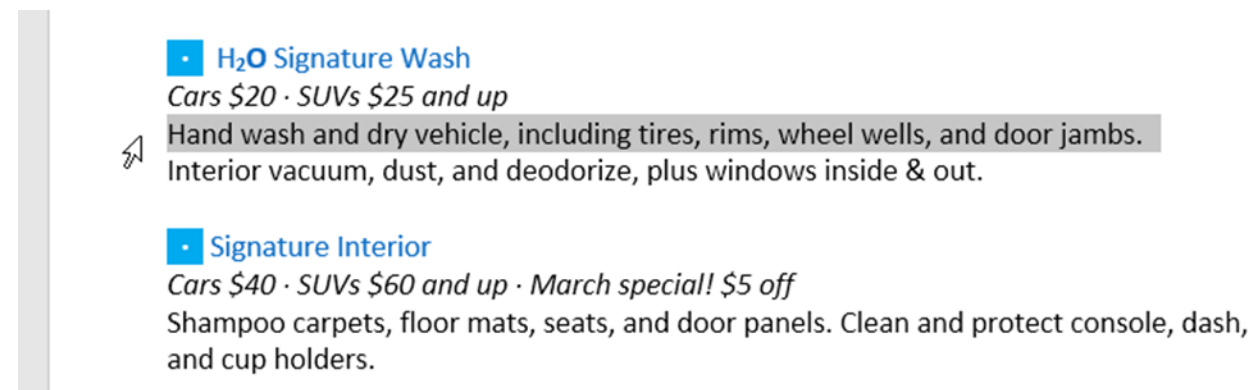 · H₂O Signature Wash
Cars $20 · SUVs $25 and up
Hand wash and dry vehicle, including tires, rims, wheel wells, and door jambs.
Interior vacuum, dust, and deodorize, plus windows inside & out.
· Signature Interior
Cars $40 · SUVs $60 and up · March special! $5 off
Shampoo carpets, floor mats, seats, and door panels. Clean and protect console, dash,
and cup holders.